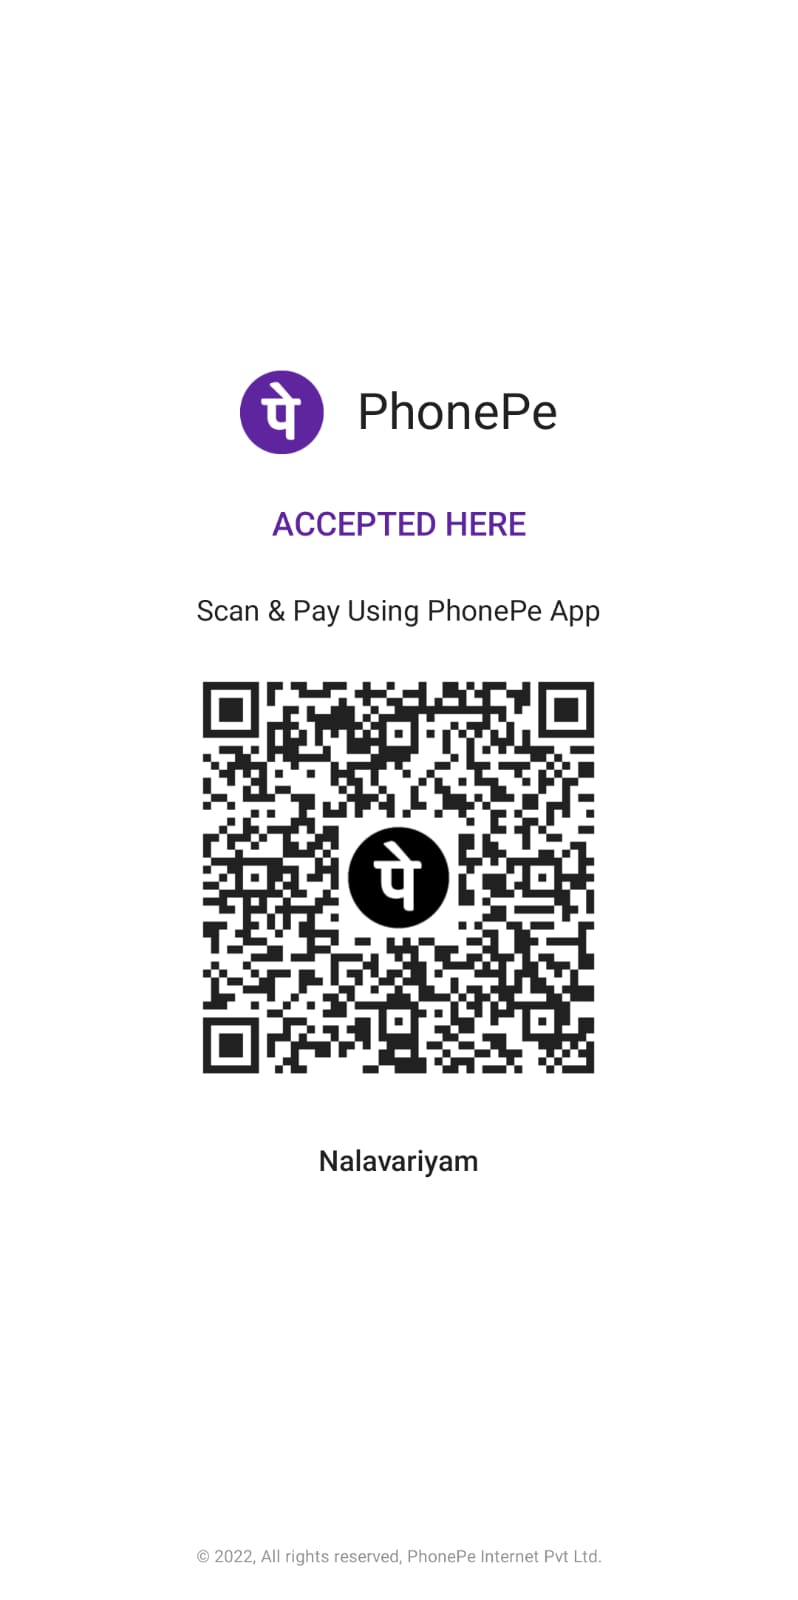 पे PhonePe
ACCEPTED HERE
Scan & Pay Using PhonePe App
पे
Nalavariyam
© 2022, All rights reserved, PhonePe Internet Pvt Ltd.